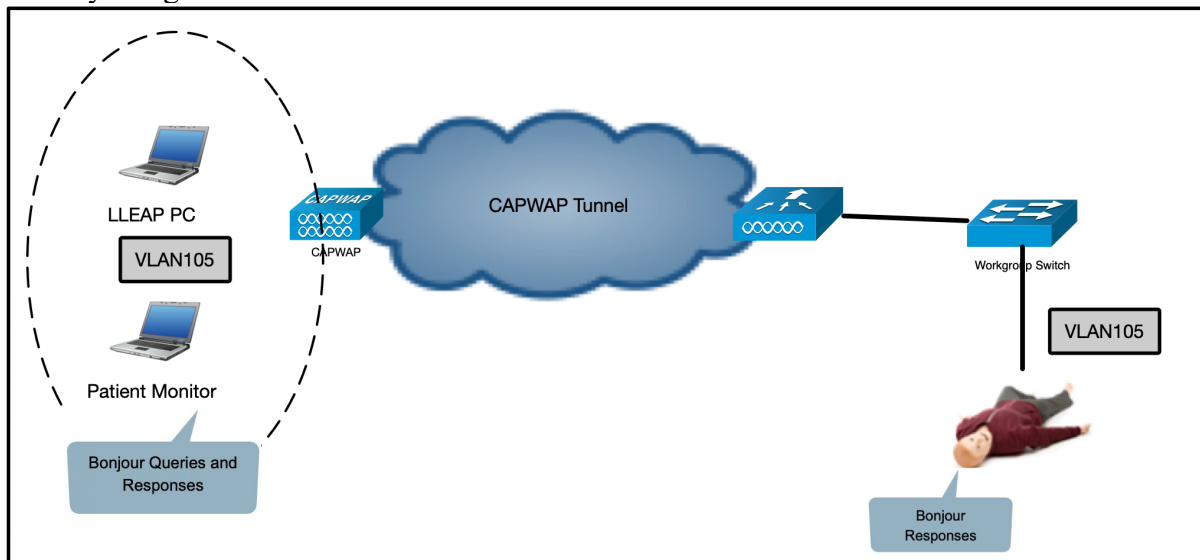 LLEAP PC
VLAN105
Patient Monitor
Bonjour Queries and
Responses
CAPWAP
CAPWAP
CAPWAP Tunnel
Workgroup Switch
VLAN105
Bonjour
Responses